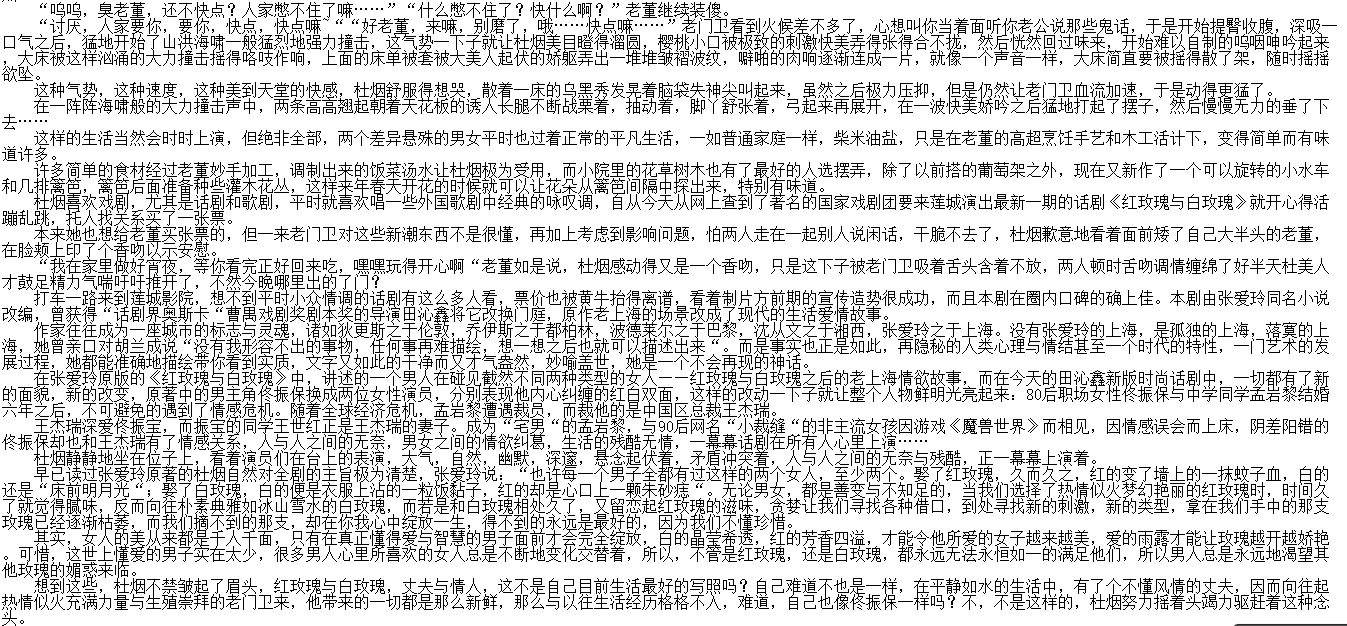 “呜呜，臭老董，还不快点？人家憋不住了嘛……”“什么憋不住了？快什么啊？”老董继续装傻。
“讨厌，人家要你，要你，快点，快点嘛~““好老董，来嘛，别磨了，哦……快点嘛……”老门卫看到火候差不多了，心想叫你当着面听你老公说那些鬼话，于是开始提臀收腹，深吸一
口气之后，猛地开始了山洪海啸一般猛烈地强力撞击，这气势一下子就让杜烟美目瞪得溜圆，樱桃小口被极致的刺激快美弄得张得合不拢，然后恍然回过味来，开始难以自制的呜咽呻吟起来
，大床被这样汹涌的大力撞击摇得咯吱作响，上面的床单被套被大美人起伏的娇躯弄出一堆堆皱褶波纹，噼啪的肉响逐渐连成一片，就像一个声音一样，大床简直要被摇得散了架，随时摇摇
欲坠。
这种气势，这种速度，这种美到天堂的快感，杜烟舒服得想哭，散着一床的乌黑秀发晃着脑袋失神尖叫起来，虽然之后极力压抑，但是仍然让老门卫血流加速，于是动得更猛了。
在一阵阵海啸般的大力撞击声中，两条高高翘起朝着天花板的诱人长腿不断战栗着，抽动着，脚丫舒张着，弓起来再展开，在一波快美娇吟之后猛地打起了摆子，然后慢慢无力的垂了下
去……
这样的生活当然会时时上演，但绝非全部，两个差异悬殊的男女平时也过着正常的平凡生活，一如普通家庭一样，柴米油盐，只是在老董的高超烹饪手艺和木工活计下，变得简单而有味
道许多。
许多简单的食材经过老董妙手加工，调制出来的饭菜汤水让杜烟极为受用，而小院里的花草树木也有了最好的人选摆弄，除了以前搭的葡萄架之外，现在又新作了一个可以旋转的小水车
和几排篱笆，篱笆后面准备种些灌木花丛，这样来年春天开花的时候就可以让花朵从篱笆间隔中探出来，特别有味道。
杜烟喜欢戏剧，尤其是话剧和歌剧，平时就喜欢唱一些外国歌剧中经典的咏叹调，自从今天从网上查到了著名的国家戏剧团要来莲城演出最新一期的话剧《红玫瑰与白玫瑰》就开心得活
蹦乱跳，托人找关系买了一张票。
本来她也想给老董买张票的，但一来老门卫对这些新潮东西不是很懂，再加上考虑到影响问题，怕两人走在一起别人说闲话，干脆不去了，杜烟歉意地看着面前矮了自己大半头的老董，
在脸颊上印了个香吻以示安慰。
“我在家里做好宵夜，等你看完正好回来吃，嘿嘿玩得开心啊“老董如是说，杜烟感动得又是一个香吻，只是这下子被老门卫吸着舌头含着不放，两人顿时舌吻调情缠绵了好半天杜美人
才鼓足精力气喘吁吁推开了，不然今晚哪里出的了门？
打车一路来到莲城影院，想不到平时小众情调的话剧有这么多人看，票价也被黄牛抬得离谱，看着制片方前期的宣传造势很成功，而且本剧在圈内口碑的确上佳。本剧由张爱玲同名小说
改编，曾获得“话剧界奥斯卡“曹禺戏剧奖剧本奖的导演田沁鑫将它改换门庭，原作老上海的场景改成了现代的生活爱情故事。
作家往往成为一座城市的标志与灵魂，诸如狄更斯之于伦敦，乔伊斯之于都柏林，波德莱尔之于巴黎，沈从文之于湘西，张爱玲之于上海。没有张爱玲的上海，是孤独的上海，落寞的上
海，她曾亲口对胡兰成说“没有我形容不出的事物，任何事再难描绘，想一想之后也就可以描述出来“。而是事实也正是如此，再隐秘的人类心理与情结甚至一个时代的特性，一门艺术的发
展过程，她都能准确地描绘带你看到实质，文字又如此的干净而又才气盎然，妙喻盖世，她是一个不会再现的神话。
在张爱玲原版的《红玫瑰与白玫瑰》中，讲述的一个男人在碰见截然不同两种类型的女人——红玫瑰与白玫瑰之后的老上海情欲故事，而在今天的田沁鑫新版时尚话剧中，一切都有了新
的面貌，新的改变，原著中的男主角佟振保换成两位女性演员，分别表现他内心纠缠的红白双面，这样的改动一下子就让整个人物鲜明光亮起来：80后职场女性佟振保与中学同学孟岩黎结婚
六年之后，不可避免的遇到了情感危机。随着全球经济危机，孟岩黎遭遇裁员，而裁他的是中国区总裁王杰瑞。
王杰瑞深爱佟振宝，而振宝的同学王世红正是王杰瑞的妻子。成为“宅男“的孟岩黎，与90后网名“小裁缝“的非主流女孩因游戏《魔兽世界》而相见，因情感误会而上床，阴差阳错的
佟振保却也和王杰瑞有了情感关系，人与人之间的无奈，男女之间的情欲纠葛，生活的残酷无情，一幕幕话剧在所有人心里上演……
杜烟静静地坐在位子上，看着演员们在台上的表演，大气，自然，幽默，深邃，悬念起伏着，矛盾冲突着，人与人之间的无奈与残酷，正一幕幕上演着。
早已读过张爱玲原著的杜烟自然对全剧的主旨极为清楚，张爱玲说：“也许每一个男子全都有过这样的两个女人，至少两个。娶了红玫瑰，久而久之，红的变了墙上的一抹蚊子血，白的
还是“床前明月光“；娶了白玫瑰，白的便是衣服上沾的一粒饭黏子，红的却是心口上一颗朱砂痣“。无论男女，都是善变与不知足的，当我们选择了热情似火梦幻艳丽的红玫瑰时，时间久
了就觉得腻味，反而向往朴素典雅如冰山雪水的白玫瑰，而若是和白玫瑰相处久了，又留恋起红玫瑰的滋味，贪婪让我们寻找各种借口，到处寻找新的刺激，新的类型，拿在我们手中的那支
玫瑰已经逐渐枯萎，而我们摘不到的那支，却在你我心中绽放一生，得不到的永远是最好的，因为我们不懂珍惜。
其实，女人的美从来都是千人千面，只有在真正懂得爱与智慧的男子面前才会完全绽放，白的晶莹希透，红的芳香四溢，才能令他所爱的女子越来越美，爱的雨露才能让玫瑰越开越娇艳
。可惜，这世上懂爱的男子实在太少，很多男人心里所喜欢的女人总是不断地变化交替着，所以，不管是红玫瑰，还是白玫瑰，都永远无法永恒如一的满足他们，所以男人总是永远地渴望其
他玫瑰的媚惑来临。
想到这些，杜烟不禁皱起了眉头，红玫瑰与白玫瑰，丈夫与情人，这不是自己目前生活最好的写照吗？自己难道不也是一样，在平静如水的生活中，有了个不懂风情的丈夫，因而向往起
热情似火充满力量与生殖崇拜的老门卫来，他带来的一切都是那么新鲜，那么与以往生活经历格格不入，难道，自己也像佟振保一样吗？不，不是这样的，杜烟努力摇着头竭力驱赶着这种念
头。